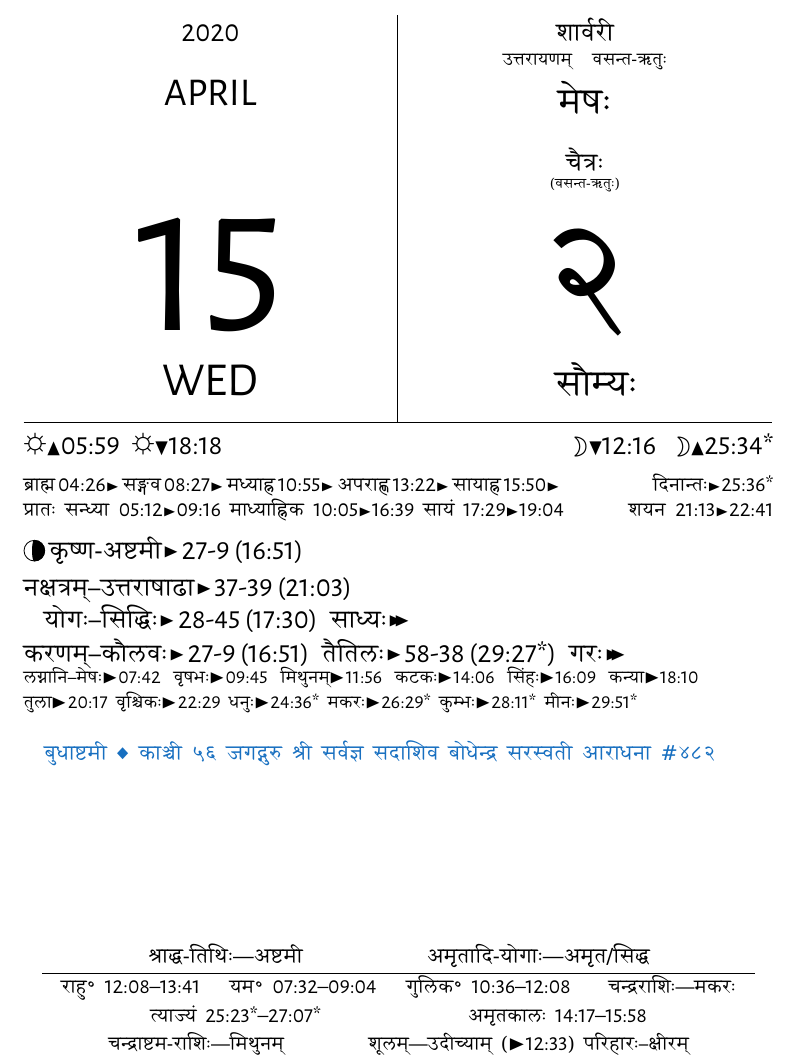 2020
APRIL
15
WED
शार्वरी
उत्तरायणम् वसन्त-ऋतुः
मेषः
चैत्रः
(वसन्त-ऋतुः)
२
सौम्यः
☼▲05:59 ☼▼18:18 ☽▼12:16 ☽▲25:34*
ब्राह्म 04:26► सङ्गव 08:27► मध्याह्न 10:55► अपराह्ण 13:22► सायाह्न 15:50► दिनान्तः►25:36*
प्रातः सन्ध्या 05:12►09:16 माध्याह्निक 10:05►16:39 सायं 17:29►19:04 शयन 21:13►22:41
कृष्ण-अष्टमी►27-9 (16:51)
नक्षत्रम्–उत्तराषाढा►37-39 (21:03)
योगः–सिद्धिः►28-45 (17:30) साध्यः►►
करणम्–कौलवः►27-9 (16:51) तैतिलः►58-38 (29:27*) गरः►►
लग्नानि–मेषः►07:42 वृषभः►09:45 मिथुनम्►11:56 कटकः►14:06 सिंहः►16:09 कन्या►18:10
तुला►20:17 वृश्चिकः►22:29 धनुः►24:36* मकरः►26:29* कुम्भः►28:11* मीनः►29:51*
बुधाष्टमी ◆ काञ्ची ५६ जगद्गुरु श्री सर्वज्ञ सदाशिव बोधेन्द्र सरस्वती आराधना #४८२
श्राद्ध-तिथिः—अष्टमी अमृतादि-योगाः—अमृत/सिद्ध
राहु° 12:08–13:41 यम° 07:32–09:04 गुलिक° 10:36–12:08 चन्द्रराशिः—मकरः
त्याज्यं 25:23*–27:07* अमृतकालः 14:17–15:58
चन्द्राष्टम-राशिः—मिथुनम् शूलम्—उदीच्याम् (►12:33) परिहारः–क्षीरम्